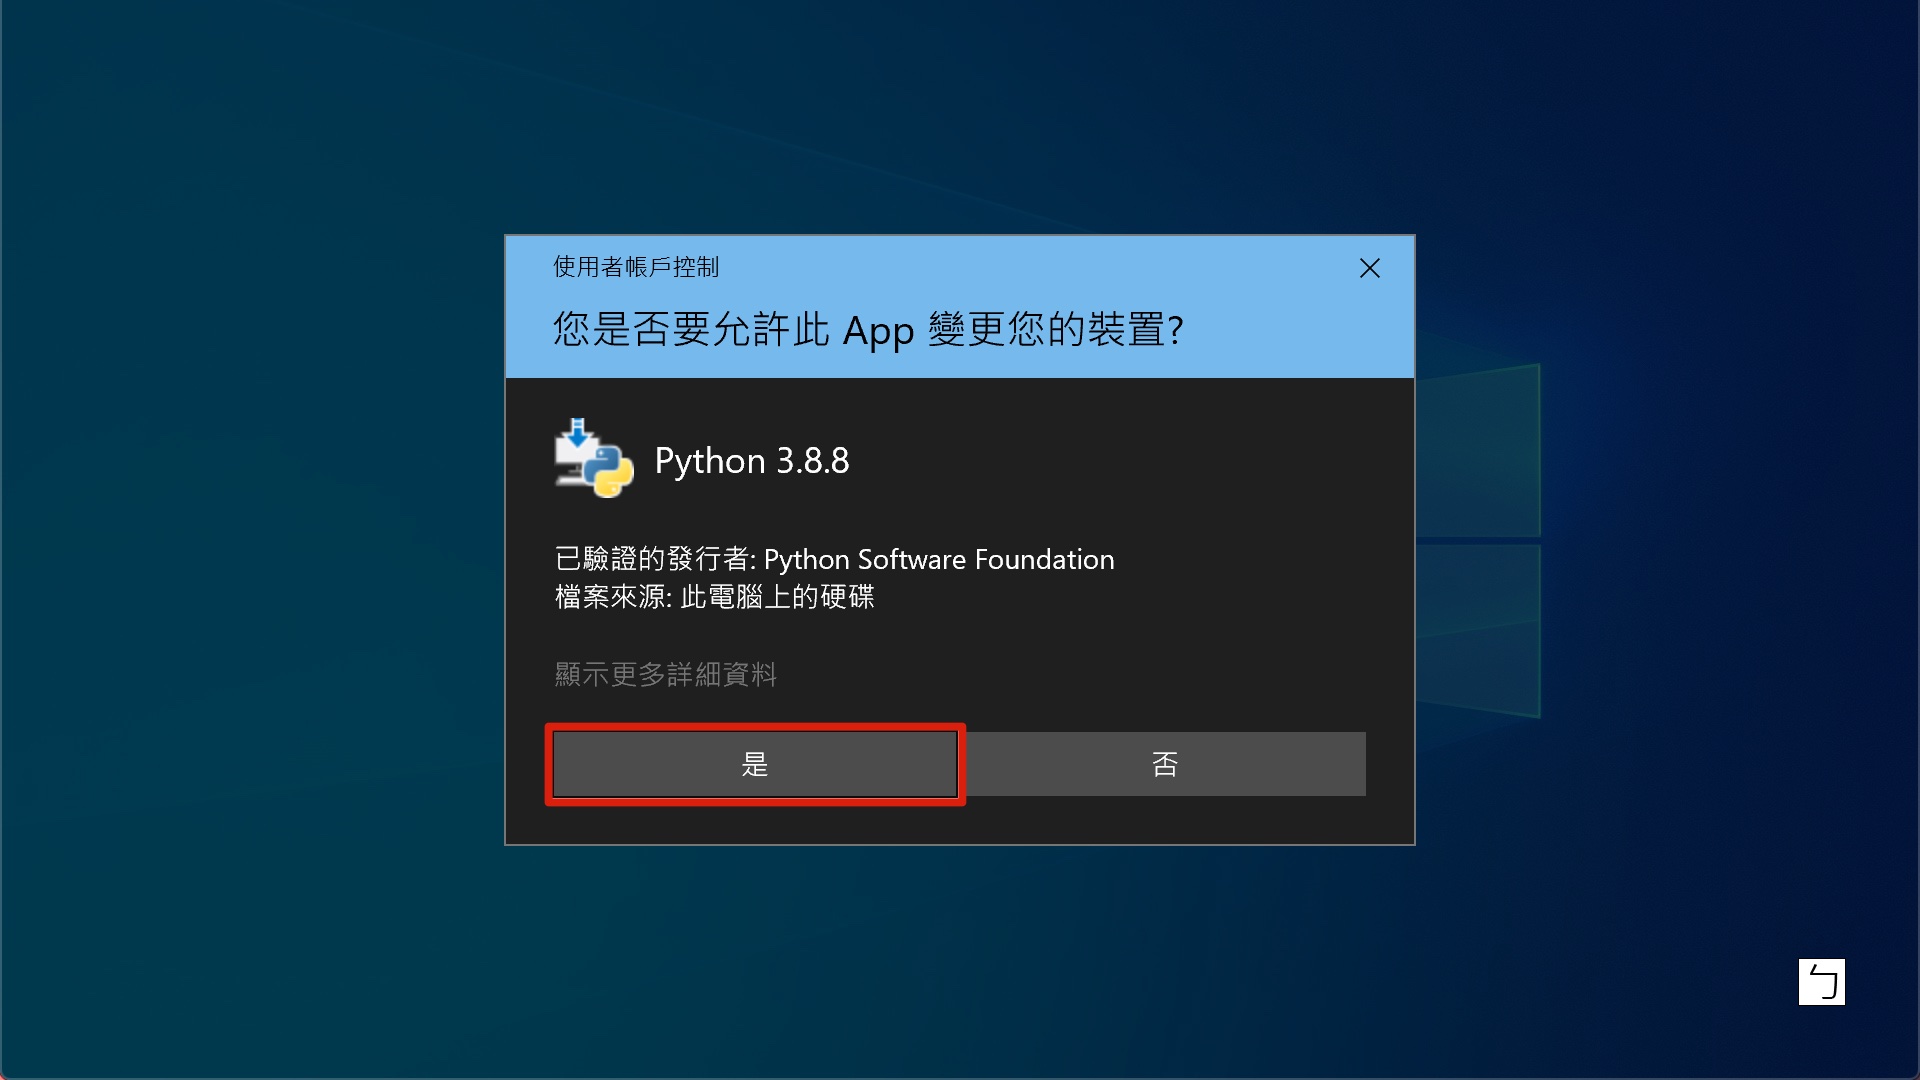 使用者帳戶控制
您是否要允許此 App 變更您的裝置?
Python 3.8.8
已驗證的發行者: Python Software Foundation
檔案來源: 此電腦上的硬碟
顯示更多詳細資料
是
否
ㄅ